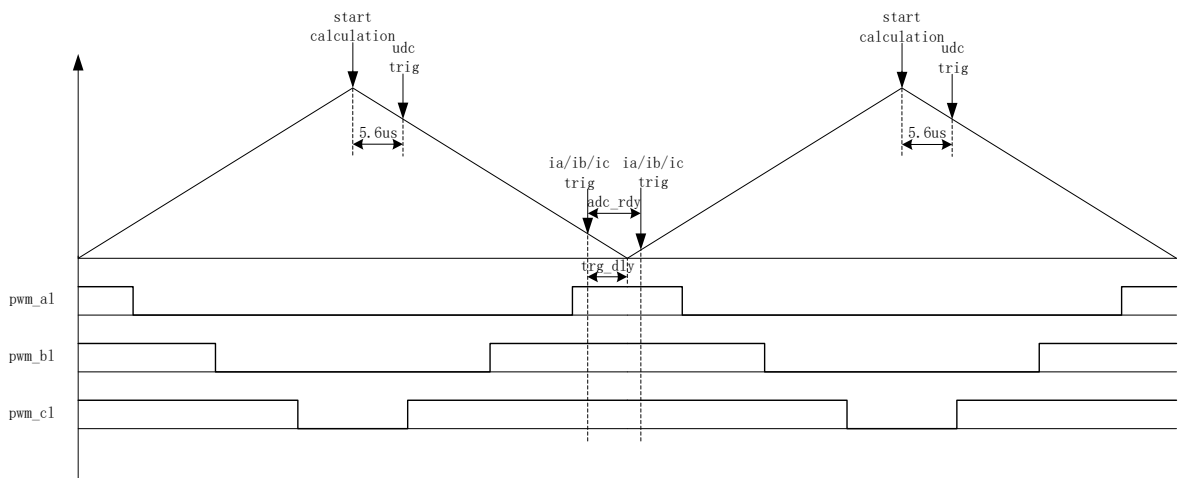 start
calculation
udc
trig
5.6us
ia/ib/ic
trig
ia/ib/ic
trig
adc_rdy
trg_dly
start
calculation
udc
trig
5.6us
pwm_al
pwm_bl
pwm_cl